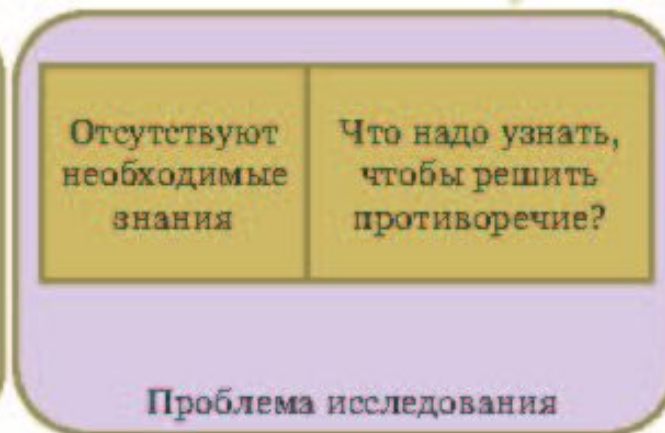 Отсутствуют
необходимые
знания
Что надо узнать,
чтобы решить
противоречие?
Проблема исследования